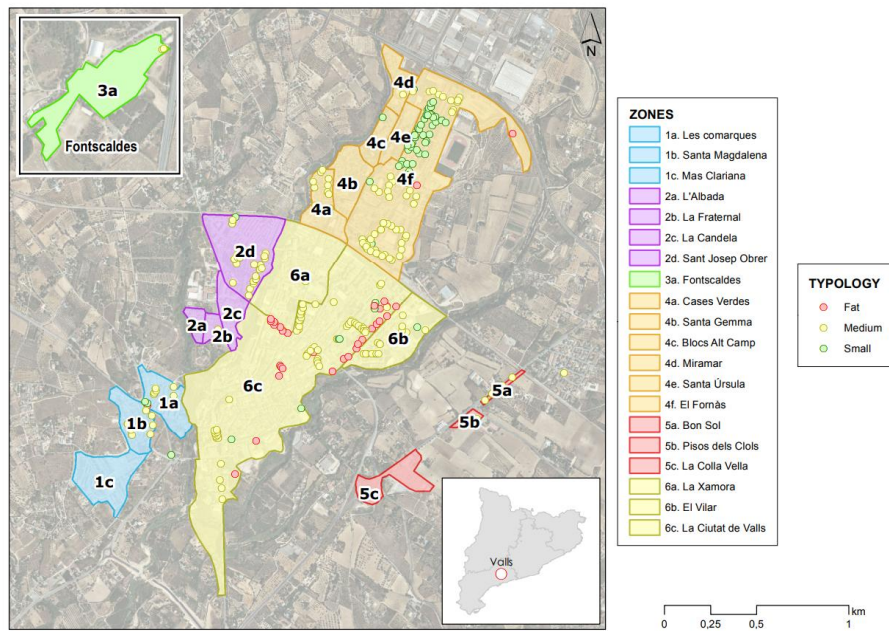 3a
Fontscaldes
N
4d
4e
4c
4b
4f
4a
2d
6a
2c
2a
2b
6b
6c
5a
1a
5b
1b
1c
5c
Valls
ZONES
1a. Les comarques
1b. Santa Magdalena
1c. Mas Clariana
2a. L'Albada
2b. La Fraternal
2c. La Candela
2d. Sant Josep Obrer
3a. Fontscaldes
4a. Cases Verdes
4b. Santa Gemma
4c. Blocs Alt Camp
4d. Miramar
4e. Santa Úrsula
4f. El Fornàs
5a. Bon Sol
5b. Pisos dels Clols
5c. La Colla Vella
6a. La Xamora
6b. El Vilar
6c. La Ciutat de Valls
TYPOLOGY
Fat
Medium
Small
km
0 0,25 0,5 1